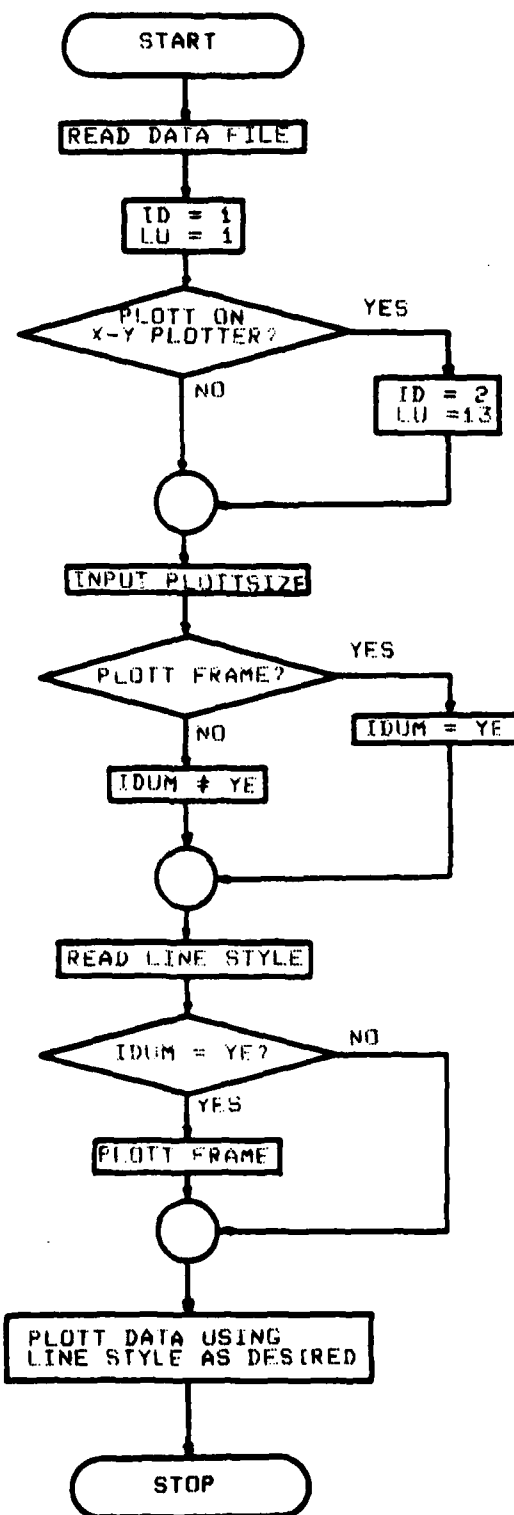 START
READ DATA FILE
ID = 1
LU = 1
PLOTT ON
X-Y PLOTTER?
YES
NO
ID = 2
LU =13
INPUT PLOTTSIZE
PLOTT FRAME?
YES
NO
IDUM = YE
IDUM ≠ YE
READ LINE STYLE
IDUM = YE?
NO
YES
PLOTT FRAME
PLOTT DATA USING
LINE STYLE AS DESIRED
STOP